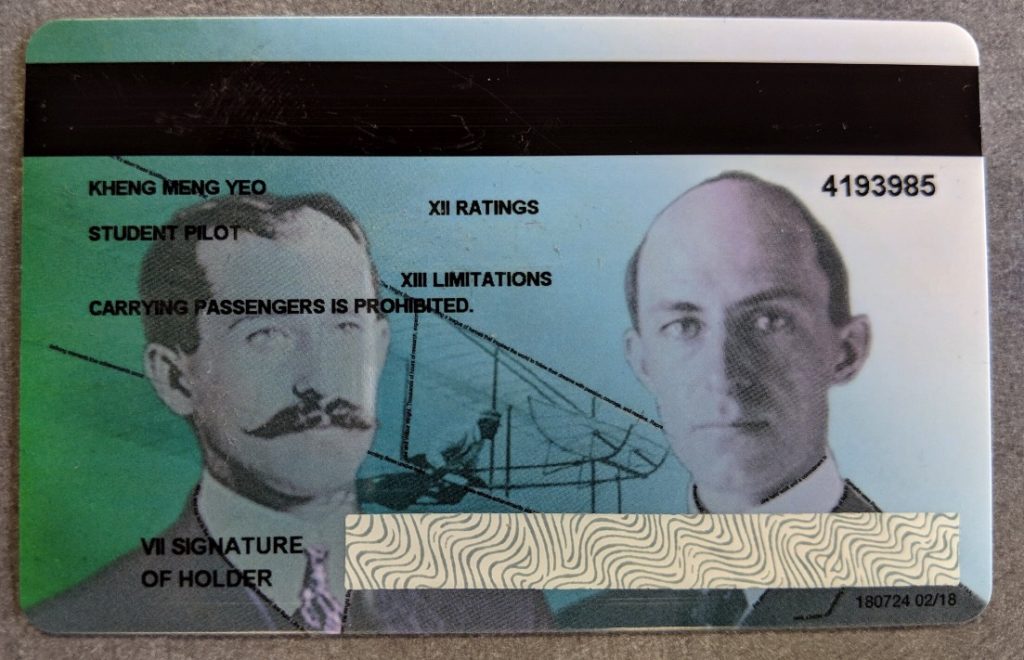 KHENG MENG YEO
4193985
XII RATINGS
STUDENT PILOT
XIII LIMITATIONS
CARRYING PASSENGERS IS PROHIBITED.
VII SIGNATURE
OF HOLDER
180724 02/18